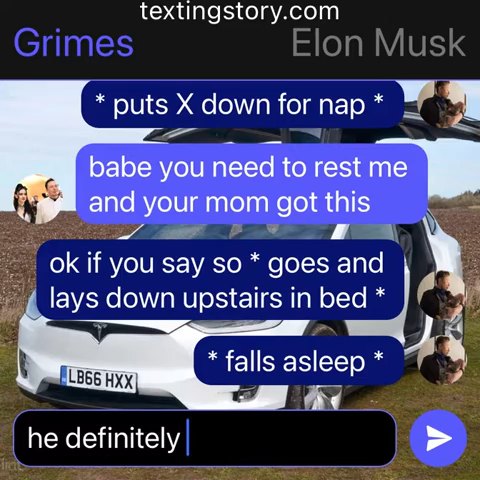 textingstory.com
Grimes
Elon Musk
* puts X down for nap *
babe you need to rest me
and your mom got this
ok if you say so * goes and
lays down upstairs in bed *
* falls asleep *
LB66 HXX
he definitely